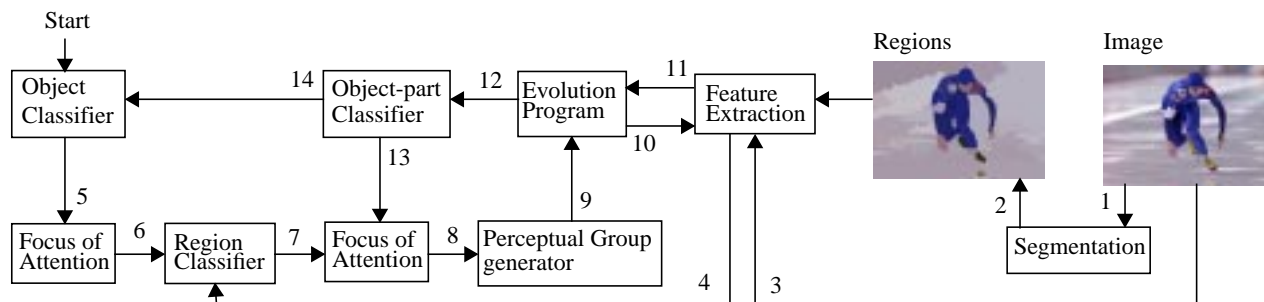 Start
Regions
Image
14
12
11
Object
Classifier
Object-part
Classifier
Evolution
Program
Feature
Extraction
10
13
5
9
2
1
6
7
8
Focus of
Attention
Region
Classifier
Focus of
Attention
Perceptual Group
generator
Segmentation
4
3